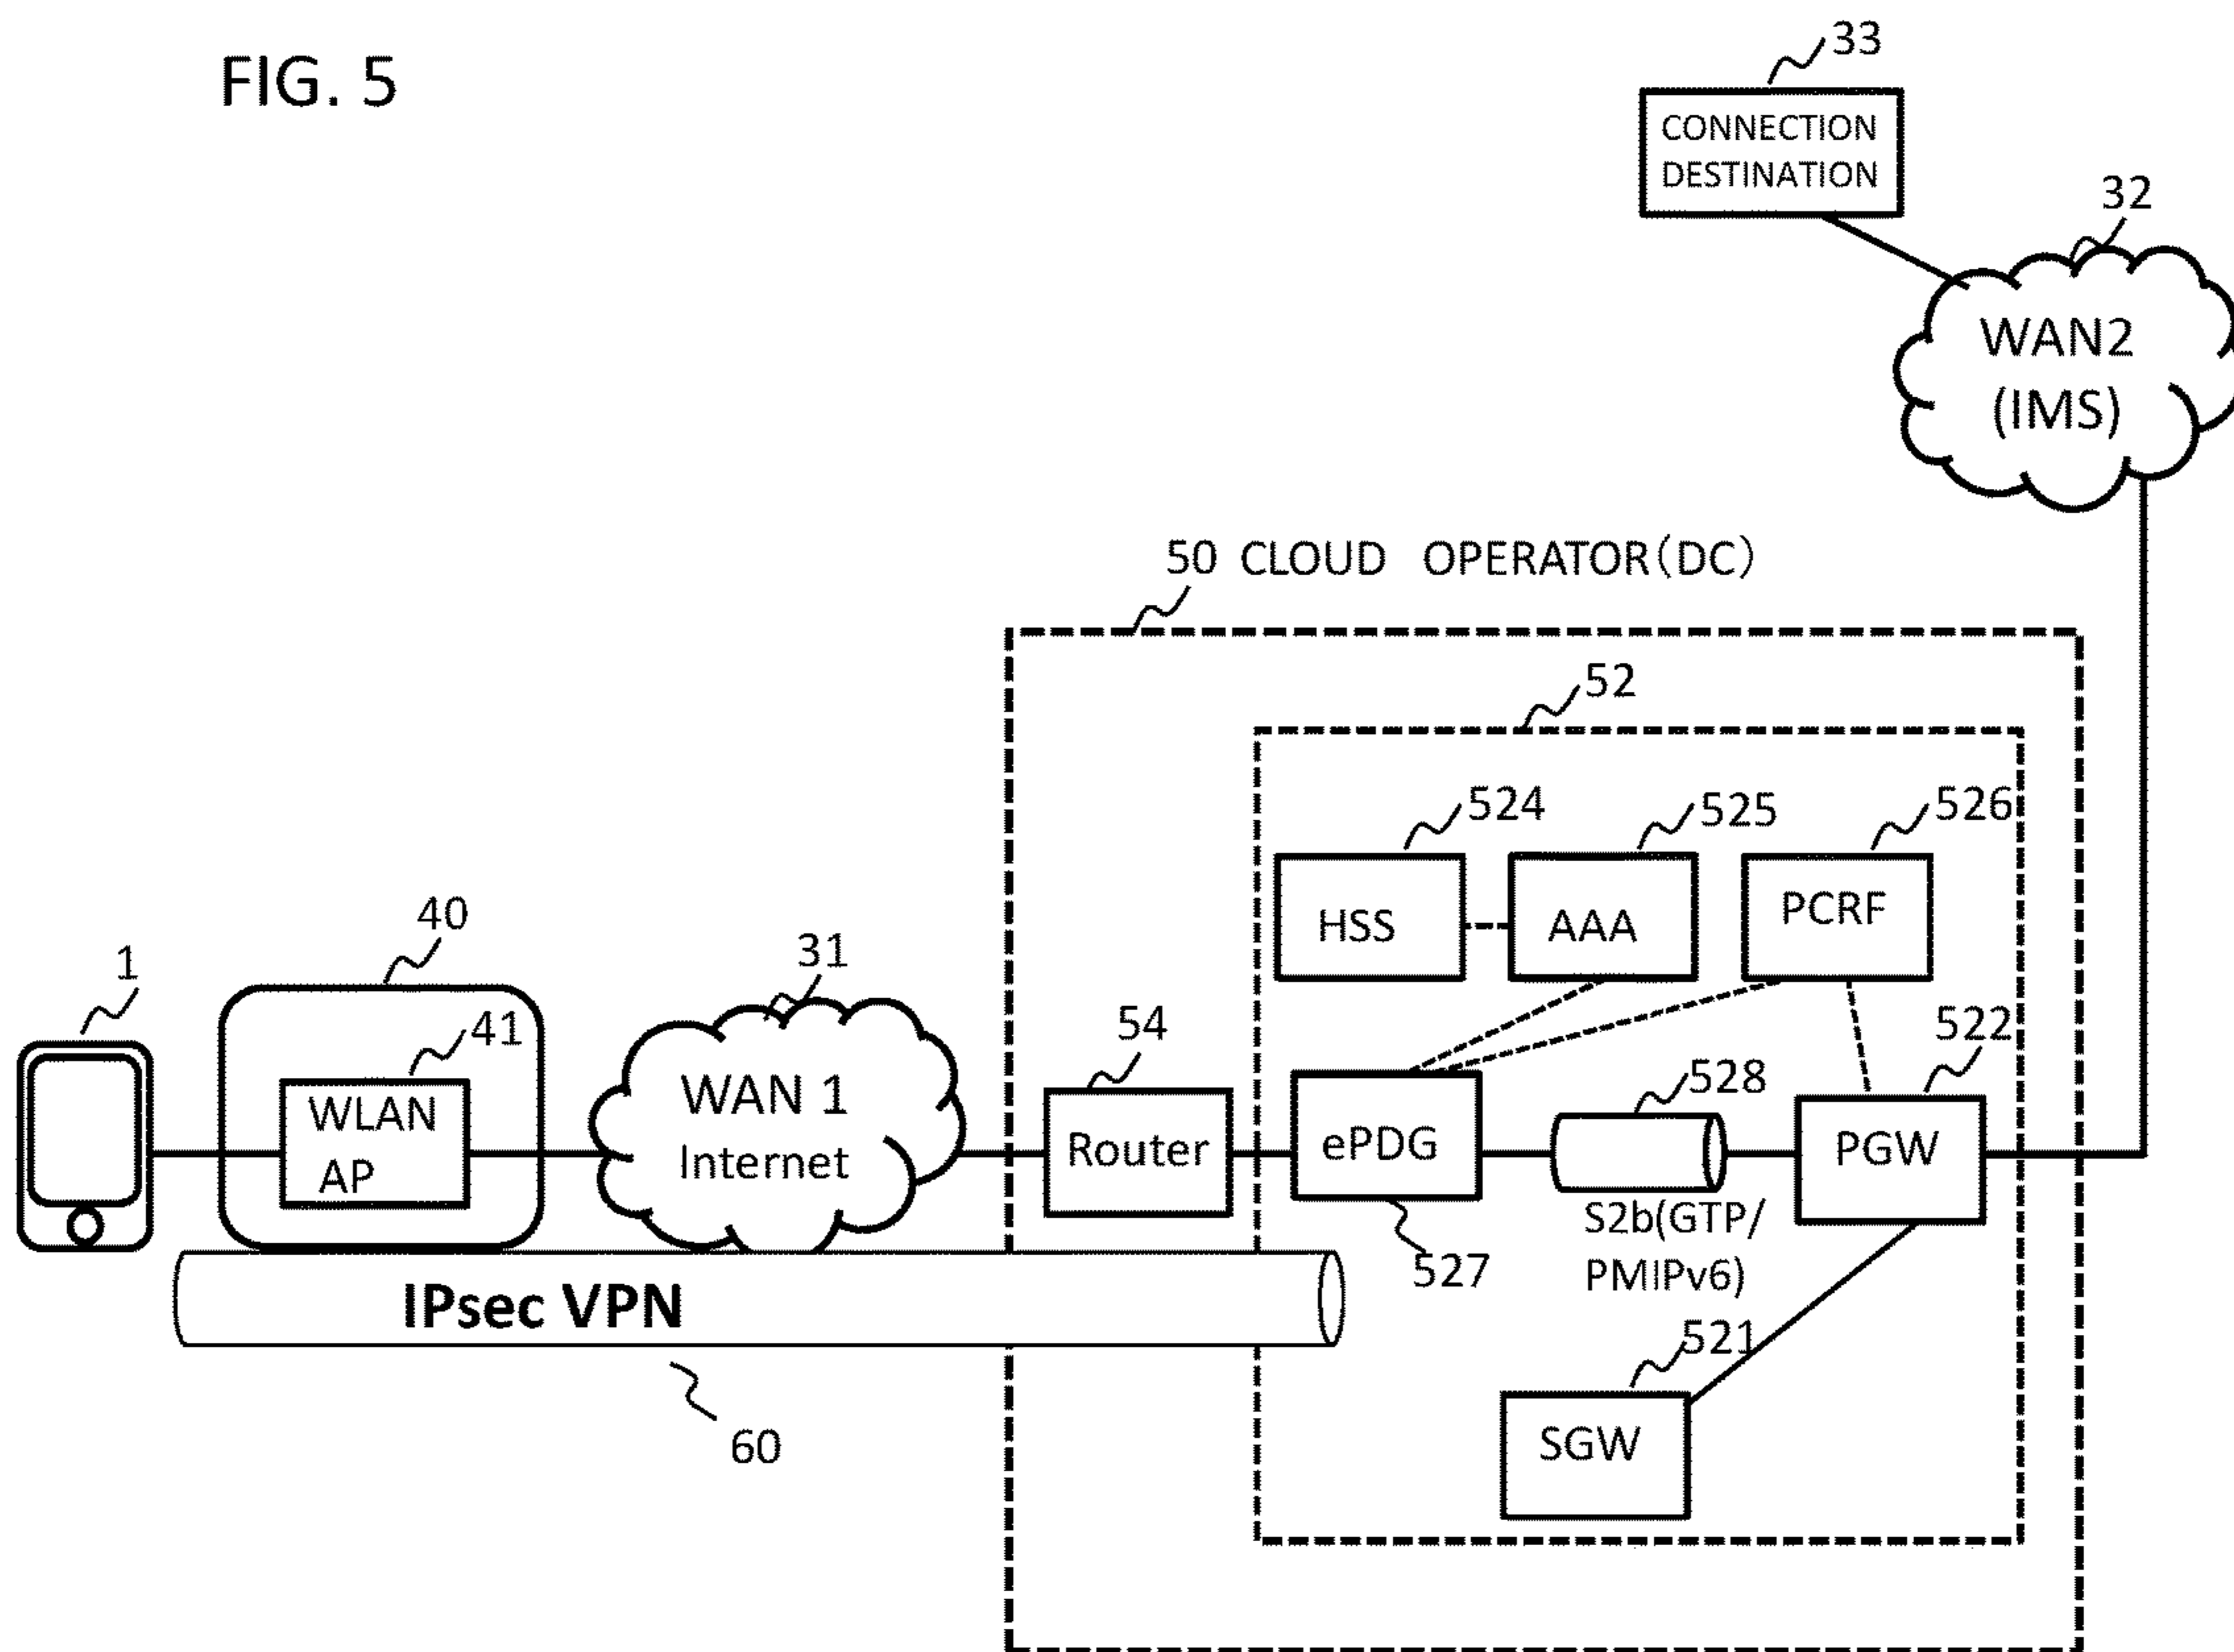 FIG. 5
33
CONNECTION
DESTINATION
32
WAN2
(IMS)
50 CLOUD OPERATOR(DC)
52
524
525
526
HSS
AAA
PCRF
40
1
41
31
54
522
528
WLAN
AP
WAN 1
Internet
Router
ePDG
PGW
S2b(GTP/
PMIPv6)
527
IPsec VPN
521
60
SGW